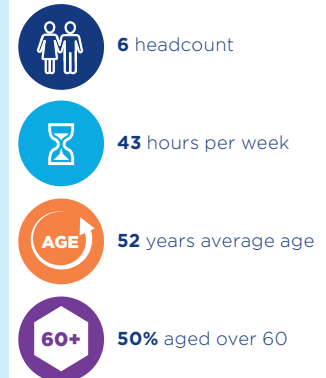 6 headcount
43 hours per week
AGE
52 years average age
60+
50% aged over 60